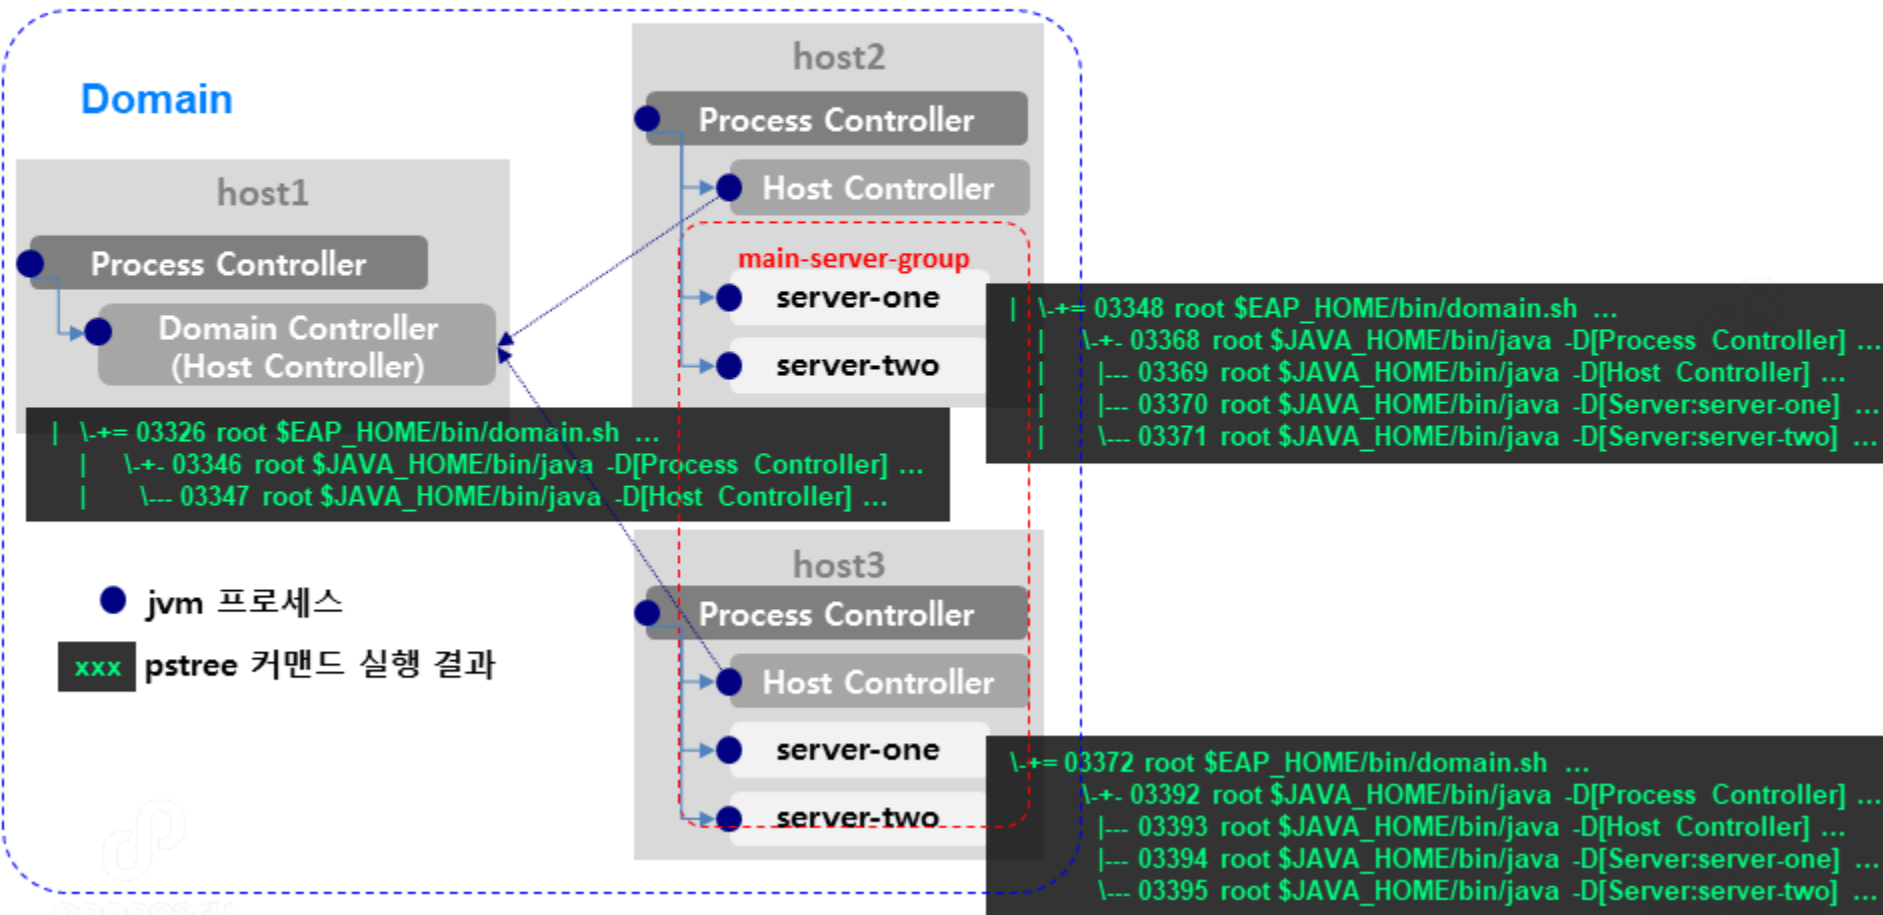 Domain
host1
Process Controller
Domain Controller
(Host Controller)
| \-+= 03326 root $EAP_HOME/bin/domain.sh ...
| \-+- 03346 root $JAVA_HOME/bin/java -D[Process Controller] ...
| \--- 03347 root $JAVA_HOME/bin/java -D[Host Controller] ...
jvm 프로세스
xxx pstree 커맨드 실행 결과
host2
Process Controller
Host Controller
main-server-group
server-one
server-two
| \-+= 03348 root $EAP_HOME/bin/domain.sh ...
| \-+- 03368 root $JAVA_HOME/bin/java -D[Process Controller] ...
| |--- 03369 root $JAVA_HOME/bin/java -D[Host Controller] ...
| |--- 03370 root $JAVA_HOME/bin/java -D[Server:server-one] ...
| \--- 03371 root $JAVA_HOME/bin/java -D[Server:server-two] ...
host3
Process Controller
Host Controller
server-one
server-two
\-+= 03372 root $EAP_HOME/bin/domain.sh ...
\-+- 03392 root $JAVA_HOME/bin/java -D[Process Controller] ...
|--- 03393 root $JAVA_HOME/bin/java -D[Host Controller] ...
|--- 03394 root $JAVA_HOME/bin/java -D[Server:server-one] ...
\--- 03395 root $JAVA_HOME/bin/java -D[Server:server-two] ...